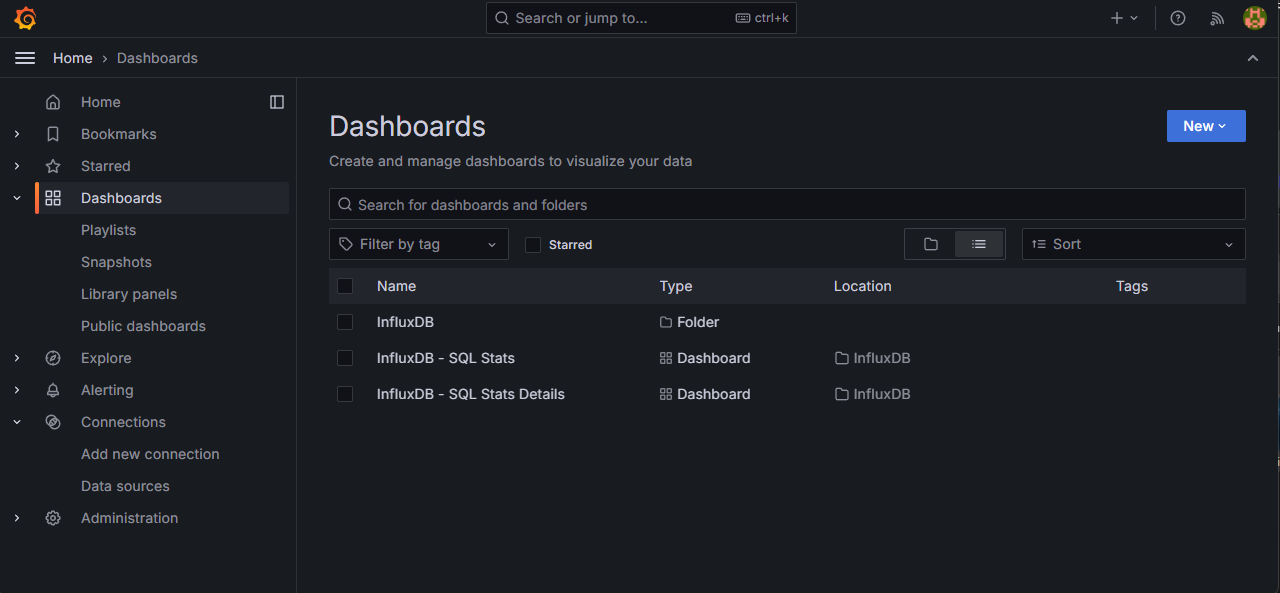 Search or jump to... ctrl+k
Home › Dashboards
Home
Bookmarks
Starred
Dashboards
Playlists
Snapshots
Library panels
Public dashboards
Explore
Alerting
Connections
Add new connection
Data sources
Administration
Dashboards
New
Create and manage dashboards to visualize your data
Search for dashboards and folders
Filter by tag Starred Sort
Name Type Location Tags
InfluxDB Folder
InfluxDB - SQL Stats Dashboard InfluxDB
InfluxDB - SQL Stats Details Dashboard InfluxDB